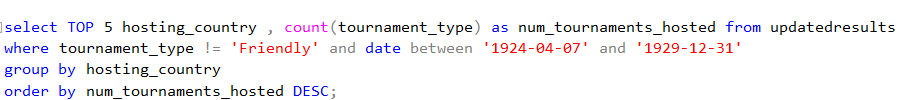 select TOP 5 hosting_country , count(tournament_type) as num_tournaments_hosted from updatedresults
where tournament_type != 'Friendly' and date between '1924-04-07' and '1929-12-31'
group by hosting_country
order by num_tournaments_hosted DESC;